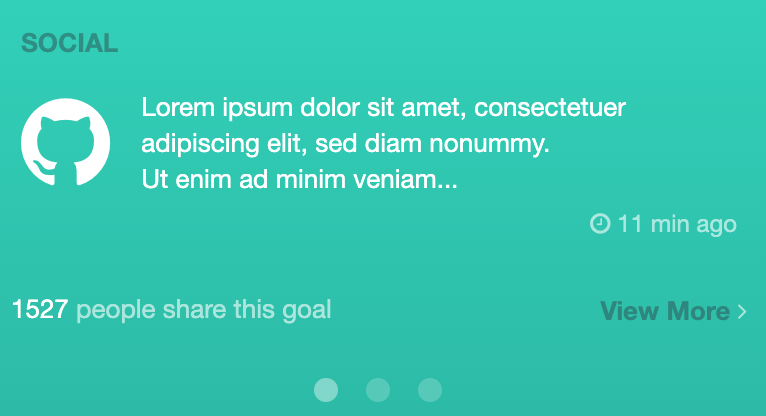 SOCIAL
Lorem ipsum dolor sit amet, consectetuer
adipiscing elit, sed diam nonummy.
Ut enim ad minim veniam...
11 min ago
1527 people share this goal
View More